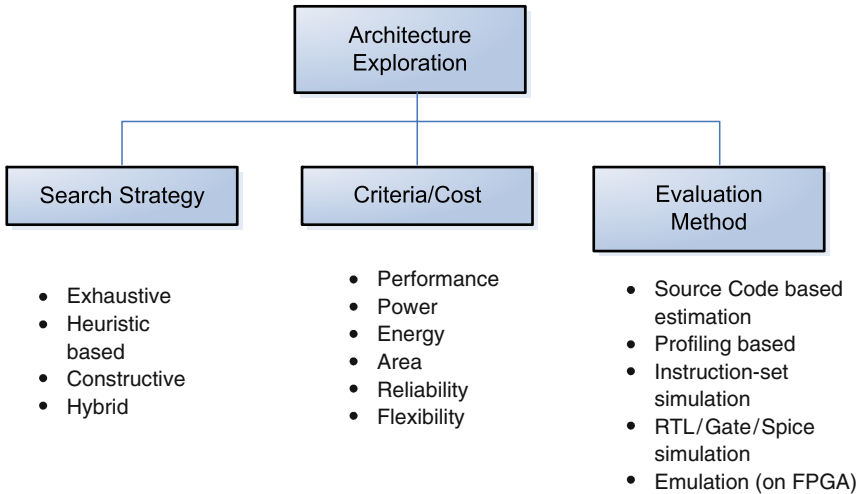 Architecture
Exploration
Search Strategy
• Exhaustive
• Heuristic
based
• Constructive
• Hybrid
Criteria/Cost
• Performance
• Power
• Energy
• Area
• Reliability
• Flexibility
Evaluation
Method
• Source Code based
estimation
• Profiling based
• Instruction-set
simulation
• RTL/Gate/Spice
simulation
• Emulation (on FPGA)